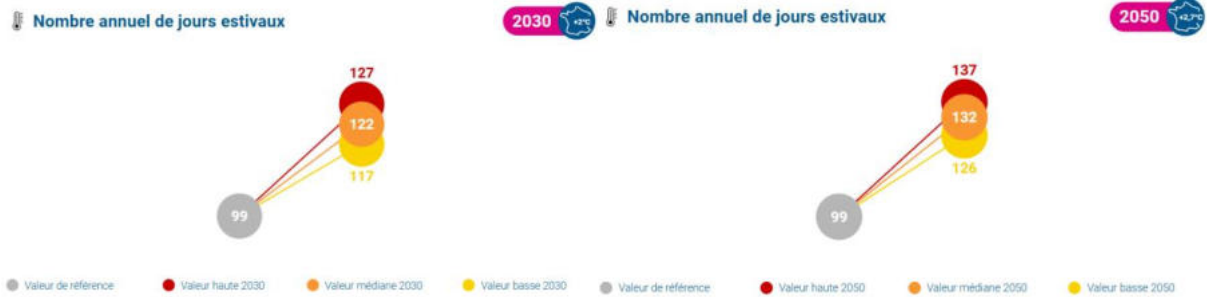 Nombre annuel de jours estivaux
2030
+2°C
127
122
117
99
Valeur de référence
Valeur haute 2030
Valeur médiane 2030
Valeur basse 2030
Nombre annuel de jours estivaux
2050
+2,7°C
137
132
126
99
Valeur de référence
Valeur haute 2050
Valeur médiane 2050
Valeur basse 2050